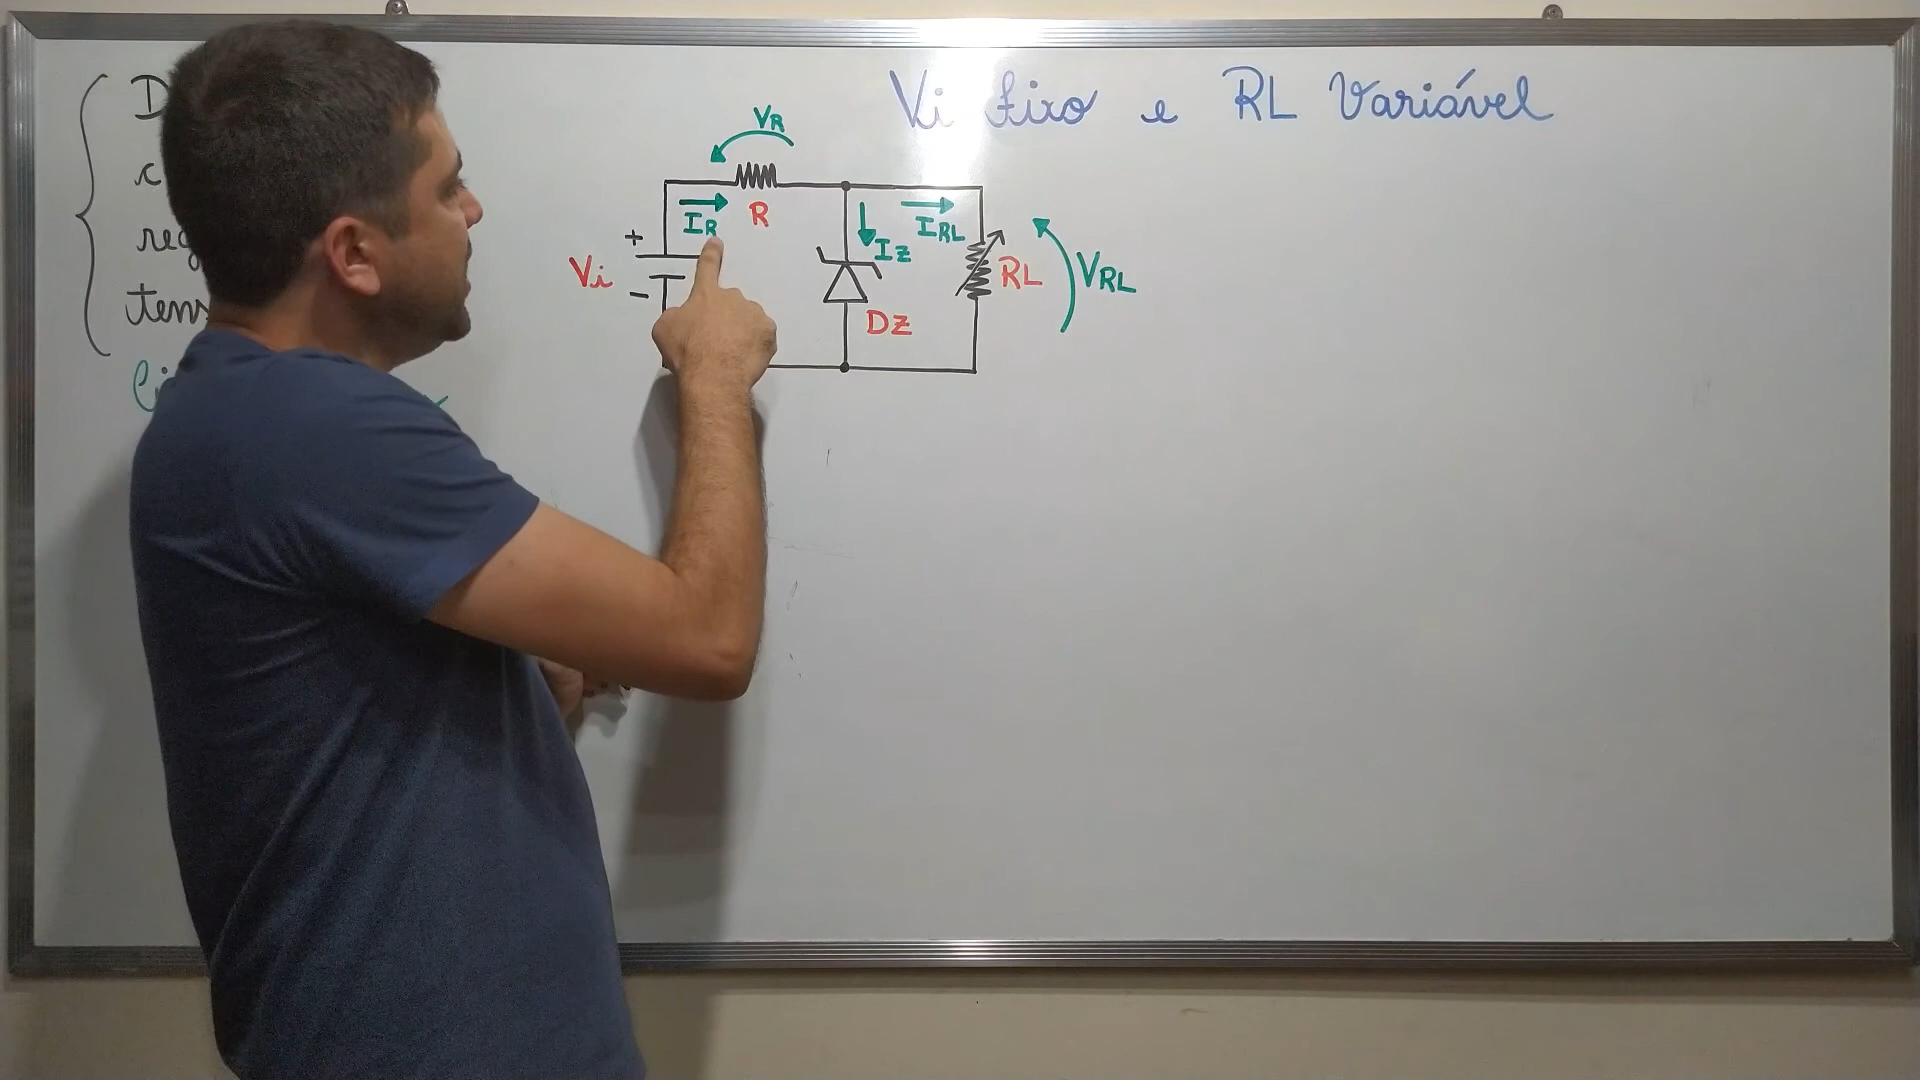 Vi fixo e RL Variável
VR
IR
R
IZ
IRL
+
Vi
-
RL
VRL
DZ